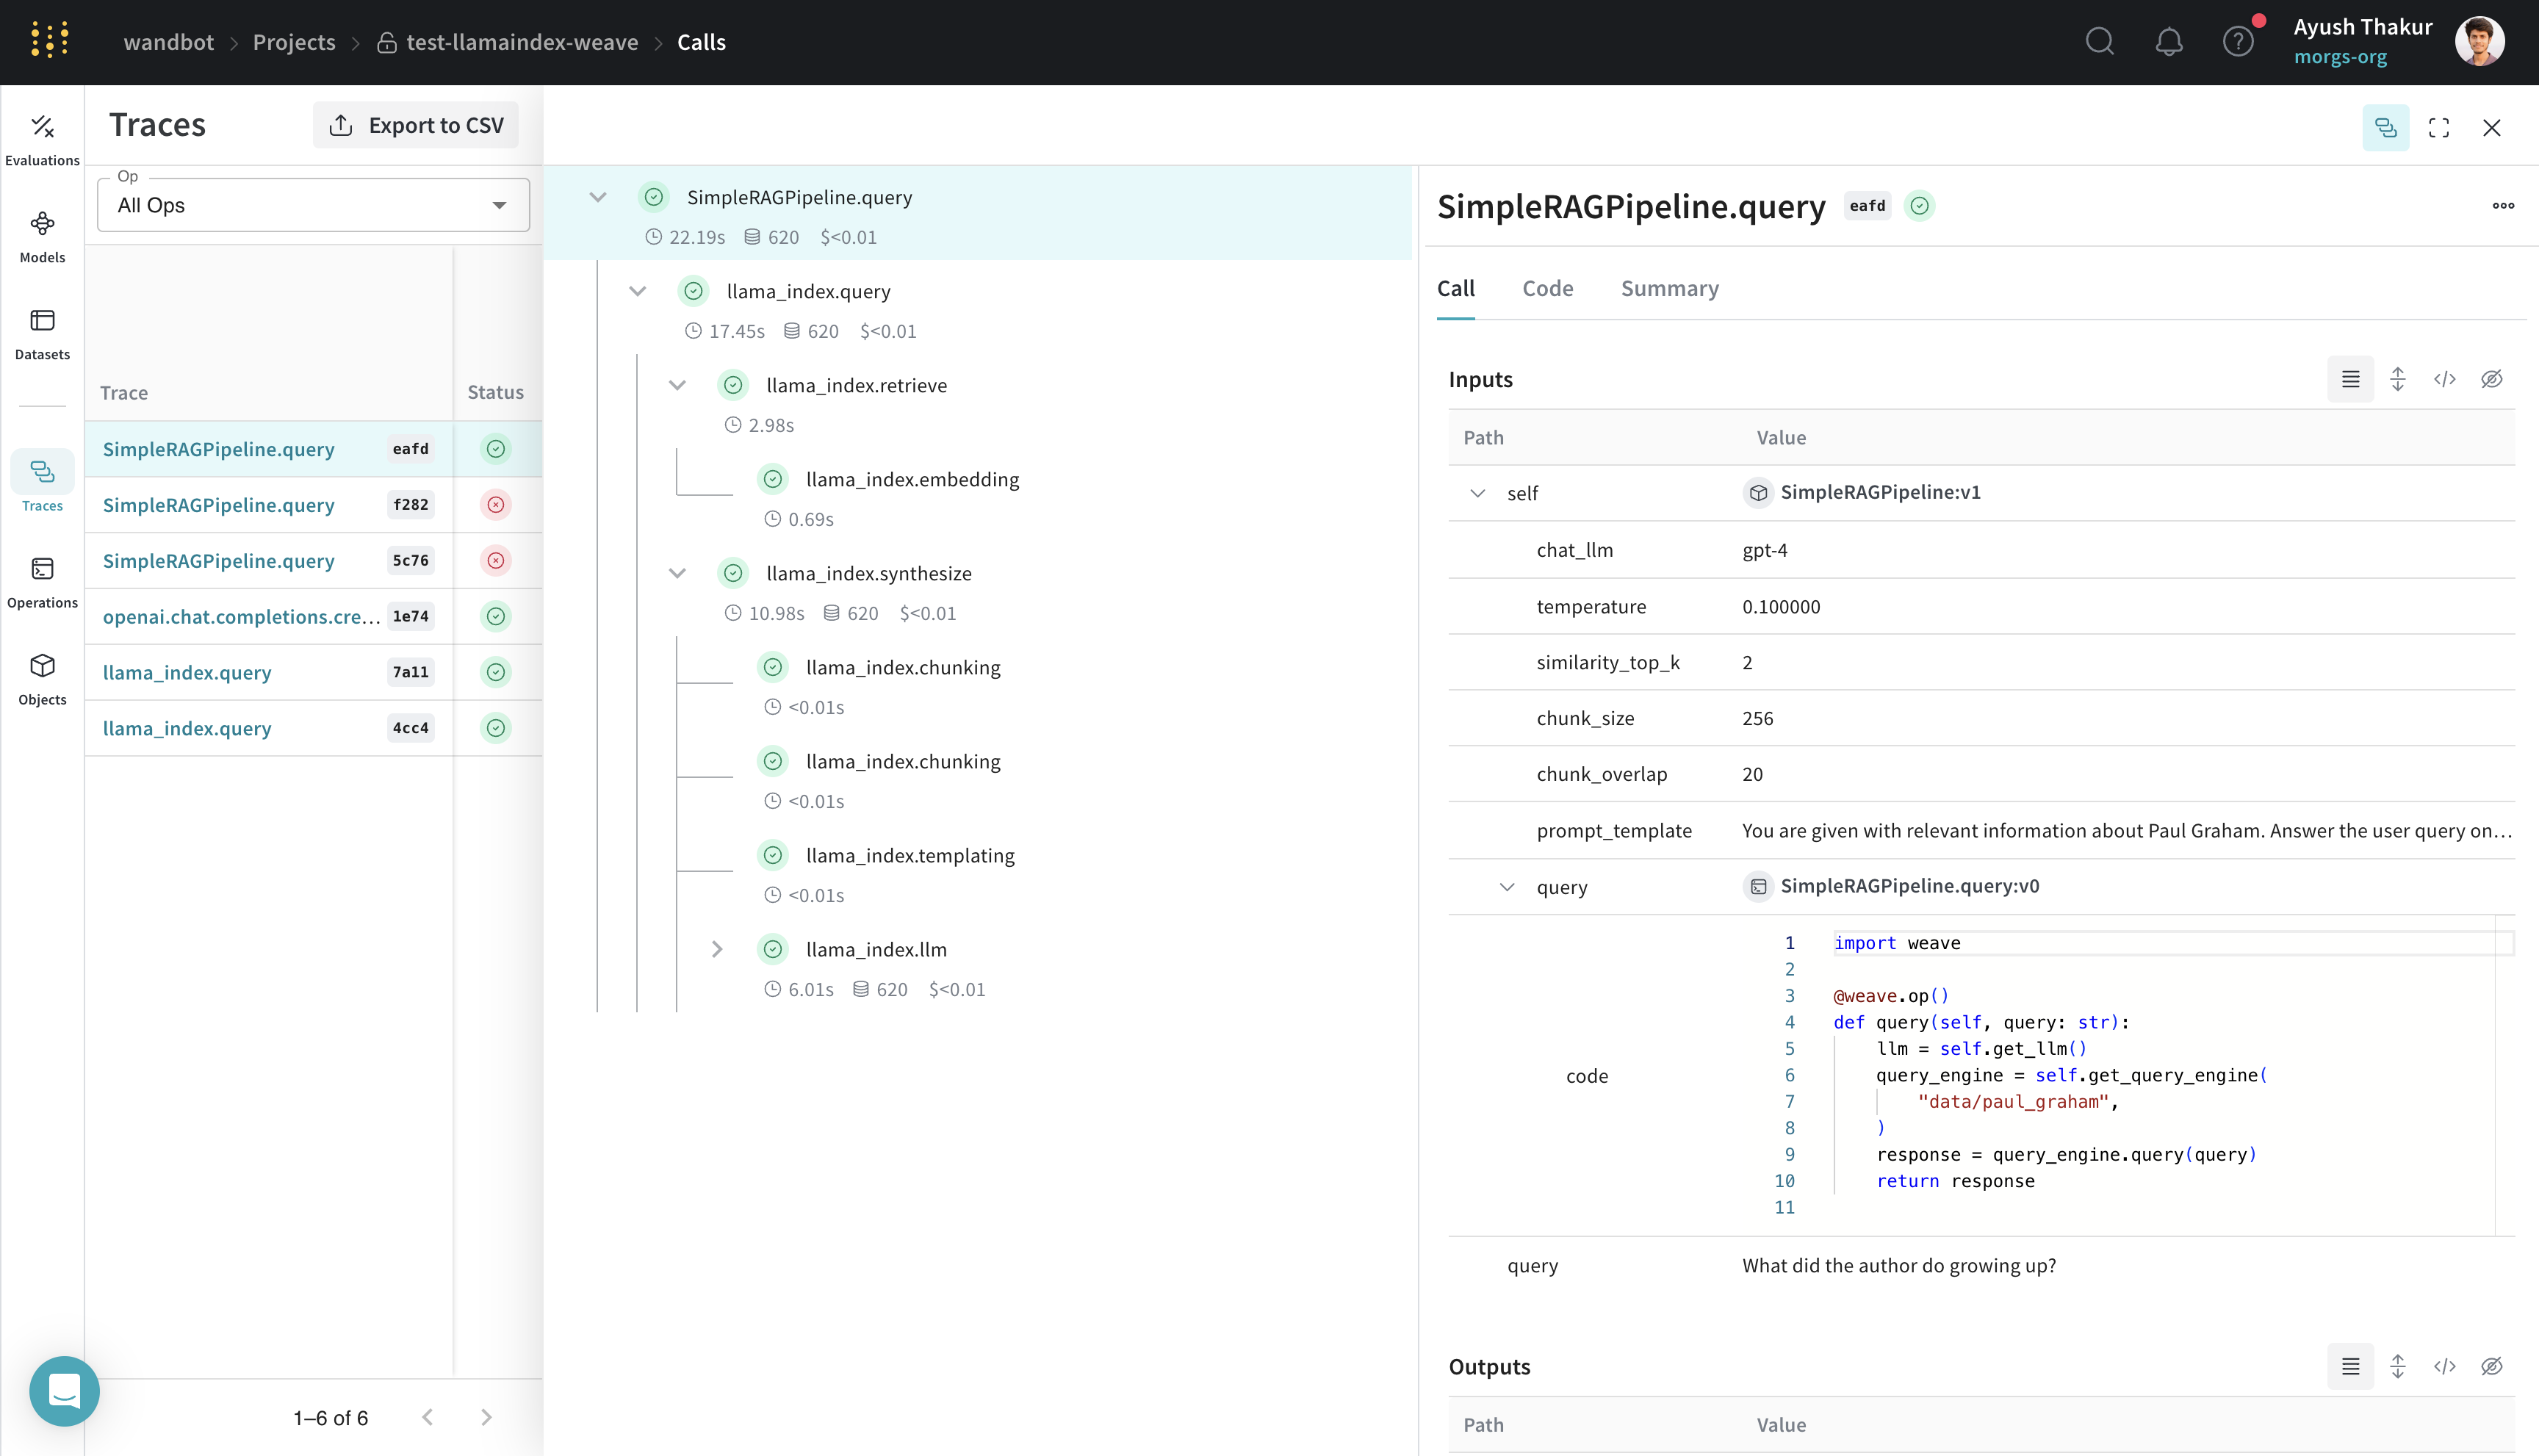 wandbot > Projects > test-llamaindex-weave > Calls
Ayush Thakur
morgs-org
Evaluations
Models
Datasets
Traces
Operations
Objects
Traces
Export to CSV
Op
All Ops
Trace Status
SimpleRAGPipeline.query eafd
SimpleRAGPipeline.query f282
SimpleRAGPipeline.query 5c76
openai.chat.completions.cre... 1e74
llama_index.query 7a11
llama_index.query 4cc4
1–6 of 6
SimpleRAGPipeline.query
22.19s 620 $<0.01
llama_index.query
17.45s 620 $<0.01
llama_index.retrieve
2.98s
llama_index.embedding
0.69s
llama_index.synthesize
10.98s 620 $<0.01
llama_index.chunking
<0.01s
llama_index.chunking
<0.01s
llama_index.templating
<0.01s
llama_index.llm
6.01s 620 $<0.01
SimpleRAGPipeline.query eafd
Call Code Summary
Inputs
Path Value
self SimpleRAGPipeline:v1
chat_llm gpt-4
temperature 0.100000
similarity_top_k 2
chunk_size 256
chunk_overlap 20
prompt_template You are given with relevant information about Paul Graham. Answer the user query on...
query SimpleRAGPipeline.query:v0
code
1 import weave
2
3 @weave.op()
4 def query(self, query: str):
5 llm = self.get_llm()
6 query_engine = self.get_query_engine(
7 "data/paul_graham",
8 )
9 response = query_engine.query(query)
10 return response
11
query What did the author do growing up?
Outputs
Path Value